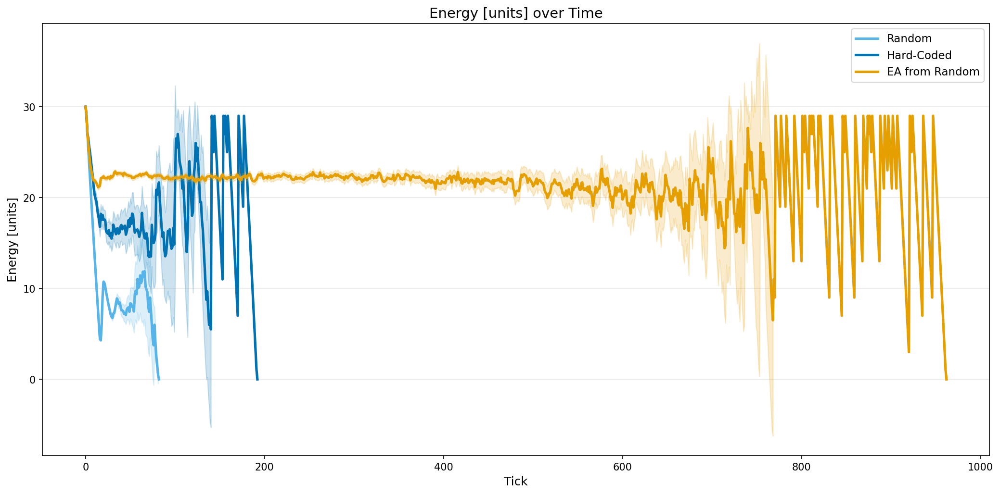 Energy [units] over Time
Random
Hard-Coded
EA from Random
Energy [units]
30
20
10
0
0
200
400
600
800
1000
Tick